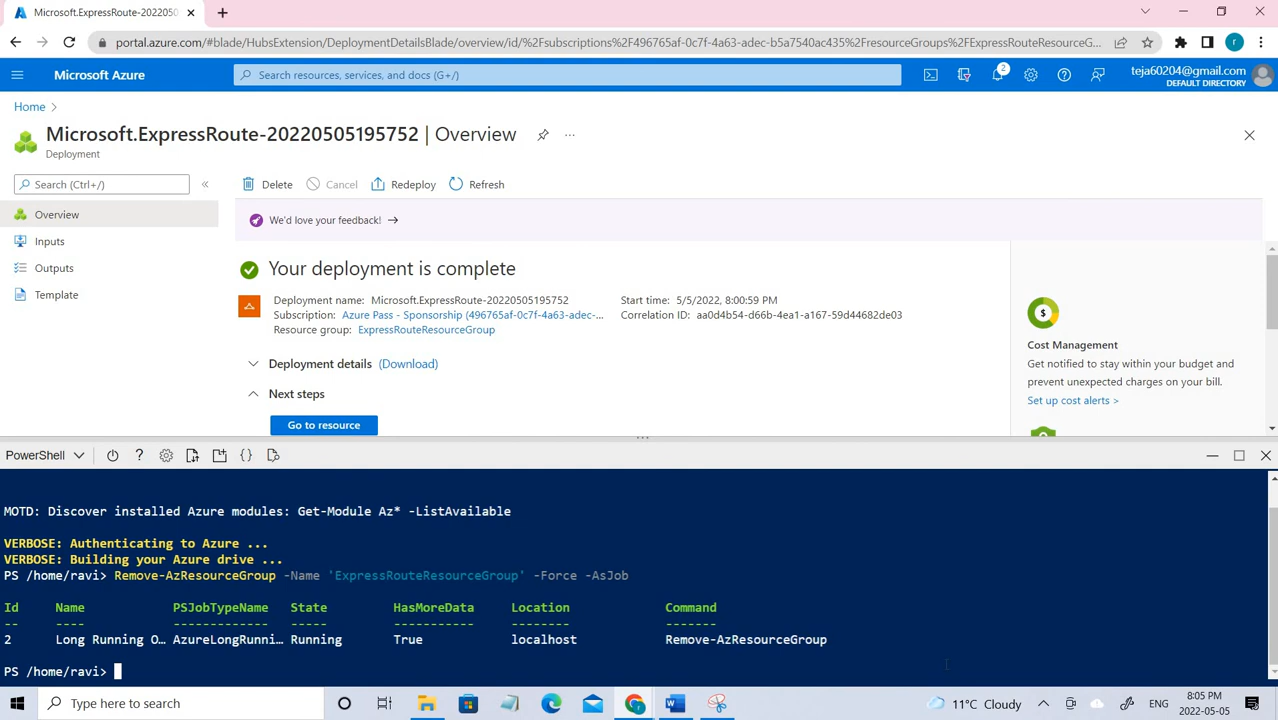 Microsoft.ExpressRoute-20220505
portal.azure.com/#blade/HubsExtension/DeploymentDetailsBlade/overview/id/%2Fsubscriptions%2F496765af-0c7f-4a63-adec-b5a7540ac435%2FresourceGroups%2FExpressRouteResourceG...
r
Microsoft Azure
Search resources, services, and docs (G+/)
2
teja60204@gmail.com
DEFAULT DIRECTORY
Home >
Microsoft.ExpressRoute-20220505195752 | Overview
...
Deployment
Search (Ctrl+/)
«
Delete
Cancel
Redeploy
Refresh
Overview
Inputs
Outputs
Template
We'd love your feedback! →
Your deployment is complete
Deployment name: Microsoft.ExpressRoute-20220505195752
Subscription: Azure Pass - Sponsorship (496765af-0c7f-4a63-adec-...
Resource group: ExpressRouteResourceGroup
Start time: 5/5/2022, 8:00:59 PM
Correlation ID: aa0d4b54-d66b-4ea1-a167-59d44682de03
Deployment details (Download)
Next steps
Go to resource
$
Cost Management
Get notified to stay within your budget and
prevent unexpected charges on your bill.
Set up cost alerts >
PowerShell
?
{}
MOTD: Discover installed Azure modules: Get-Module Az* -ListAvailable
VERBOSE: Authenticating to Azure ...
VERBOSE: Building your Azure drive ...
PS /home/ravi> Remove-AzResourceGroup -Name 'ExpressRouteResourceGroup' -Force -AsJob
Id Name PSJobTypeName State HasMoreData Location Command
-- ---- ------------- ----- ----------- -------- -------
2 Long Running O... AzureLongRunni... Running True localhost Remove-AzResourceGroup
PS /home/ravi>
Type here to search
11°C Cloudy
ENG
8:05 PM
2022-05-05